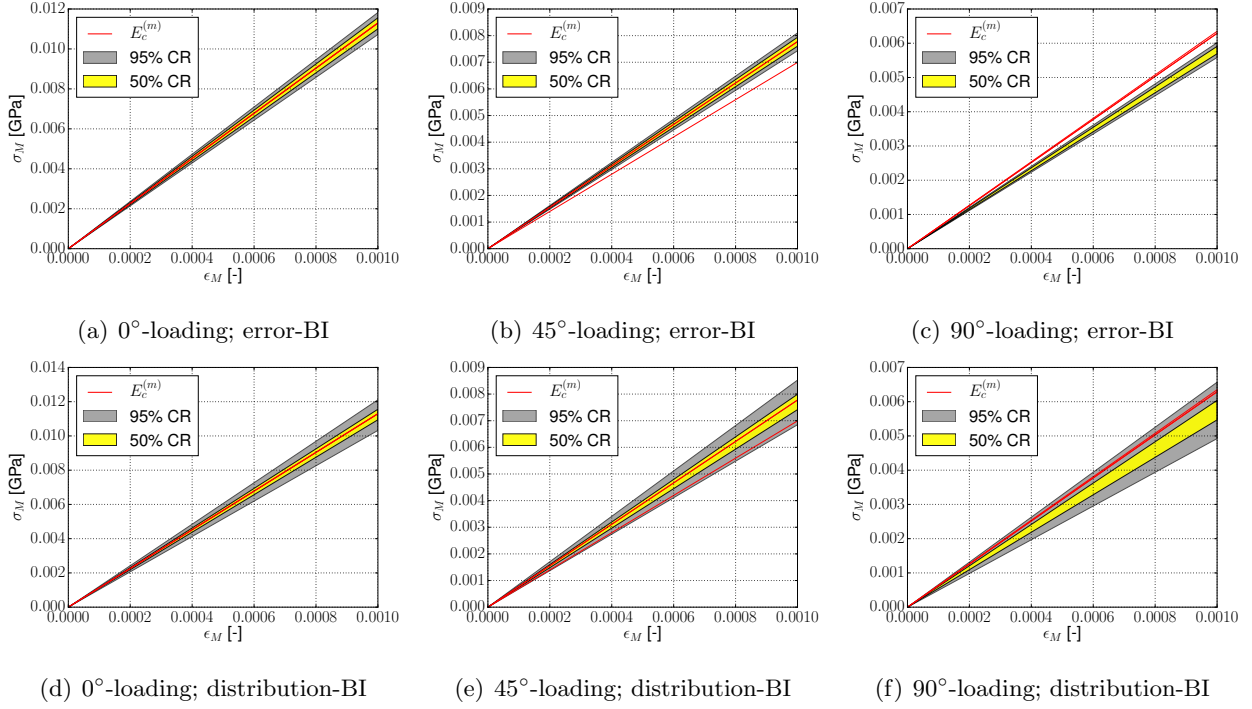 0.012
0.010
0.008
0.006
0.004
0.002
0.000
σ_M [GPa]
E_c^(m)
95% CR
50% CR
0.0000 0.0002 0.0004 0.0006 0.0008 0.0010
ϵ_M [-]
(a) 0°-loading; error-BI
0.009
0.008
0.007
0.006
0.005
0.004
0.003
0.002
0.001
0.000
σ_M [GPa]
E_c^(m)
95% CR
50% CR
0.0000 0.0002 0.0004 0.0006 0.0008 0.0010
ϵ_M [-]
(b) 45°-loading; error-BI
0.007
0.006
0.005
0.004
0.003
0.002
0.001
0.000
σ_M [GPa]
E_c^(m)
95% CR
50% CR
0.0000 0.0002 0.0004 0.0006 0.0008 0.0010
ϵ_M [-]
(c) 90°-loading; error-BI
0.014
0.012
0.010
0.008
0.006
0.004
0.002
0.000
σ_M [GPa]
E_c^(m)
95% CR
50% CR
0.0000 0.0002 0.0004 0.0006 0.0008 0.0010
ϵ_M [-]
(d) 0°-loading; distribution-BI
0.009
0.008
0.007
0.006
0.005
0.004
0.003
0.002
0.001
0.000
σ_M [GPa]
E_c^(m)
95% CR
50% CR
0.0000 0.0002 0.0004 0.0006 0.0008 0.0010
ϵ_M [-]
(e) 45°-loading; distribution-BI
0.007
0.006
0.005
0.004
0.003
0.002
0.001
0.000
σ_M [GPa]
E_c^(m)
95% CR
50% CR
0.0000 0.0002 0.0004 0.0006 0.0008 0.0010
ϵ_M [-]
(f) 90°-loading; distribution-BI